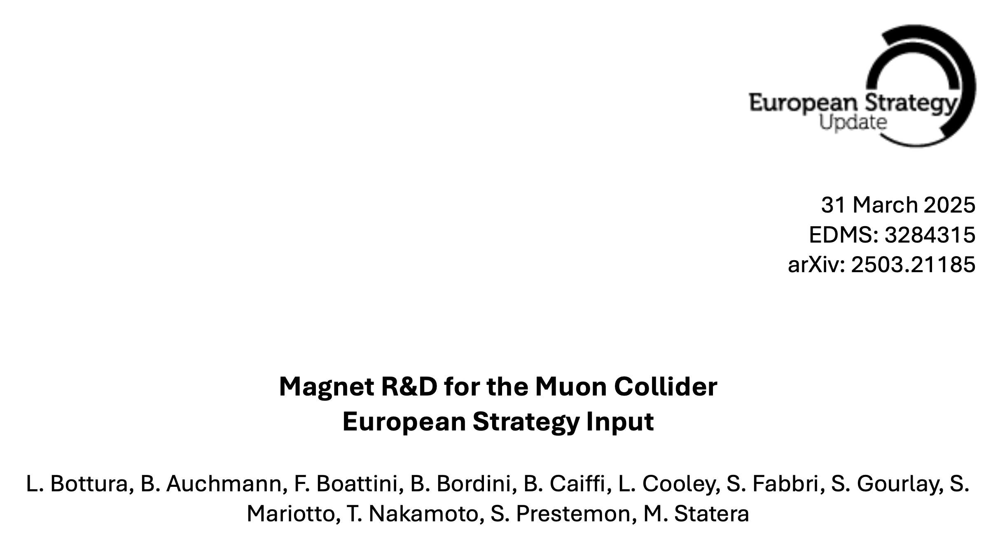 European Strategy
Update
31 March 2025
EDMS: 3284315
arXiv: 2503.21185
Magnet R&D for the Muon Collider
European Strategy Input
L. Bottura, B. Auchmann, F. Boattini, B. Bordini, B. Caiffi, L. Cooley, S. Fabbri, S. Gourlay, S.
Mariotto, T. Nakamoto, S. Prestemon, M. Statera